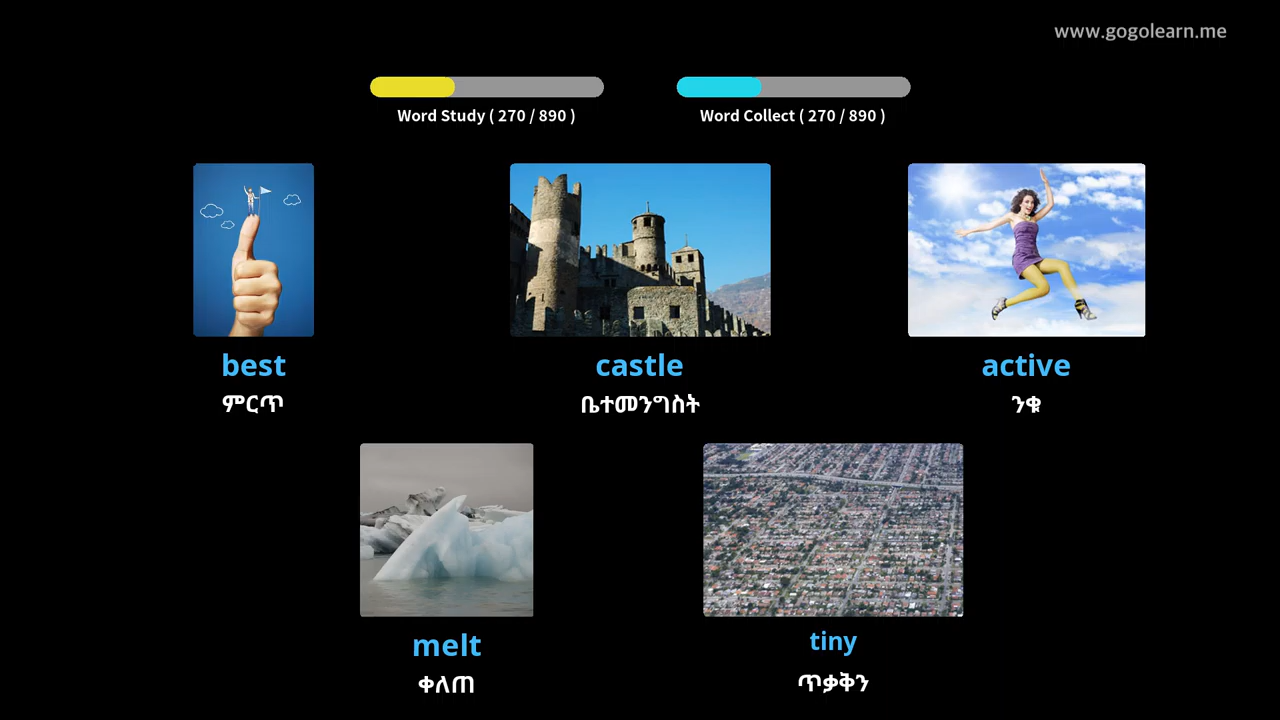 www.gogolearn.me
Word Study ( 270 / 890 )
Word Collect ( 270 / 890 )
best
ምርጥ
castle
ቤተመንግስት
active
ንቁ
melt
ቀለጠ
tiny
ጥቃቅን